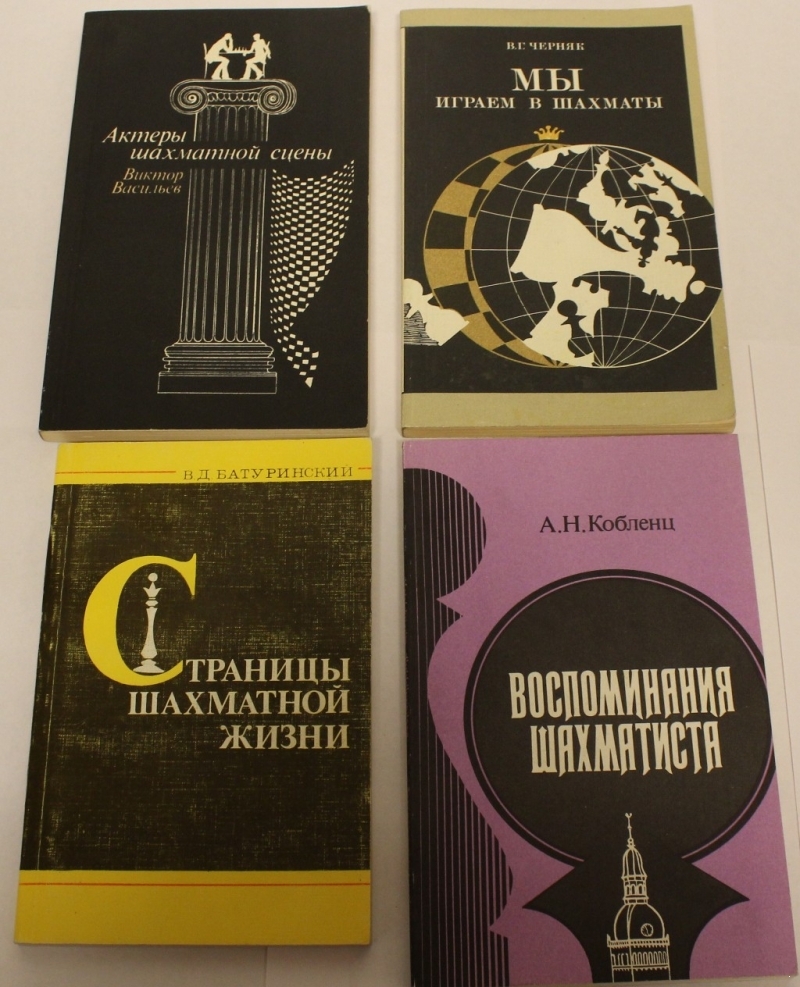 Актеры
шахматной сцены
Виктор
Васильев
В.Г. ЧЕРНЯК
МЫ
ИГРАЕМ В ШАХМАТЫ
В Д БАТУРИНСКИЙ
СТРАНИЦЫ
ШАХМАТНОЙ
ЖИЗНИ
А.Н.Кобленц
ВОСПОМИНАНИЯ
ШАХМАТИСТА